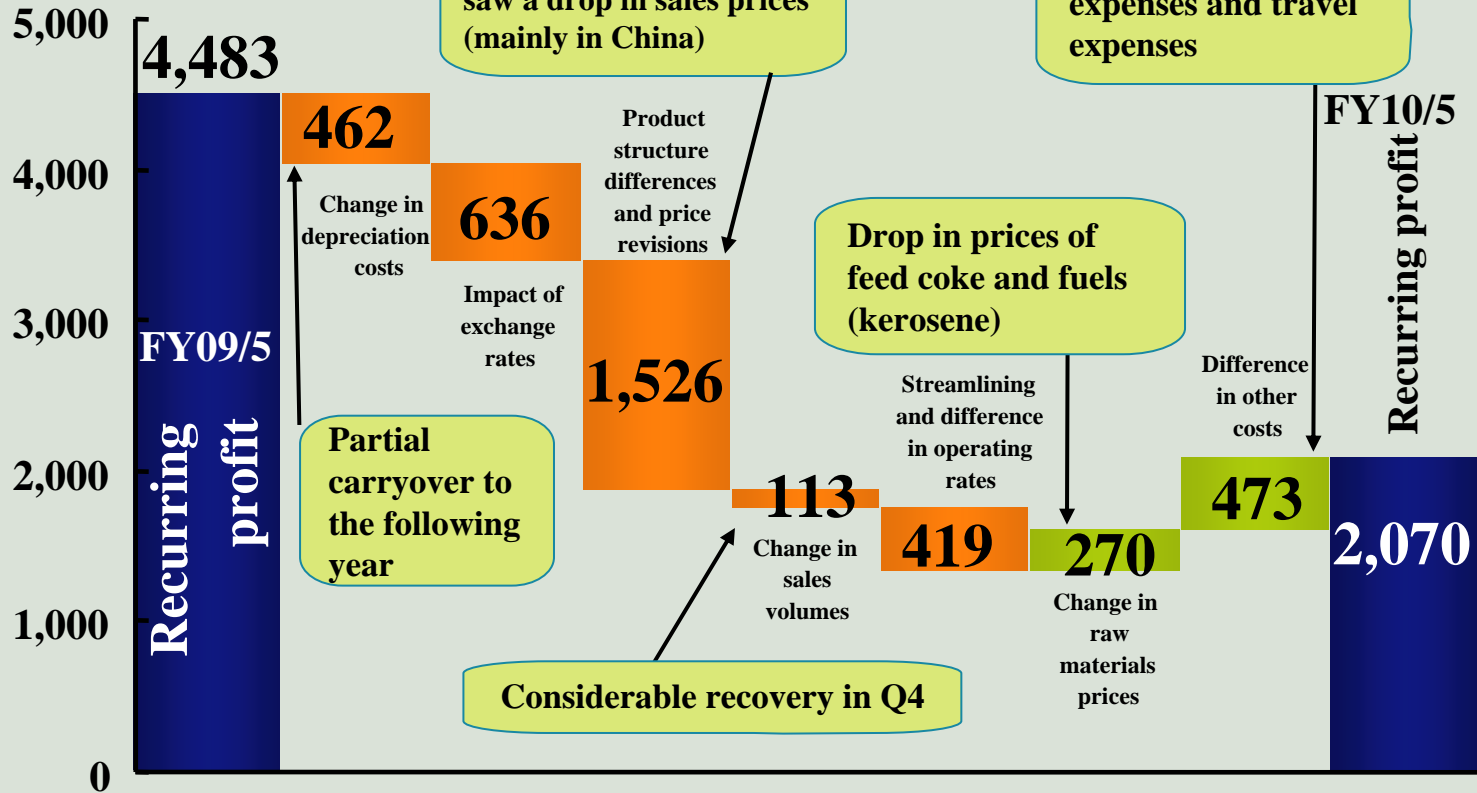 saw a drop in sales prices
(mainly in China)
expenses and travel
expenses
5,000
4,000
3,000
2,000
1,000
0
4,483
FY09/5
Recurring
profit
462
Change in
depreciation
costs
Partial
carryover to
the following
year
636
Impact of
exchange
rates
Product
structure
differences
and price
revisions
1,526
113
Change in
sales
volumes
Considerable recovery in Q4
Streamlining
and difference
in operating
rates
419
Drop in prices of
feed coke and fuels
(kerosene)
270
Change in
raw
materials
prices
Difference
in other
costs
473
FY10/5
Recurring profit
2,070